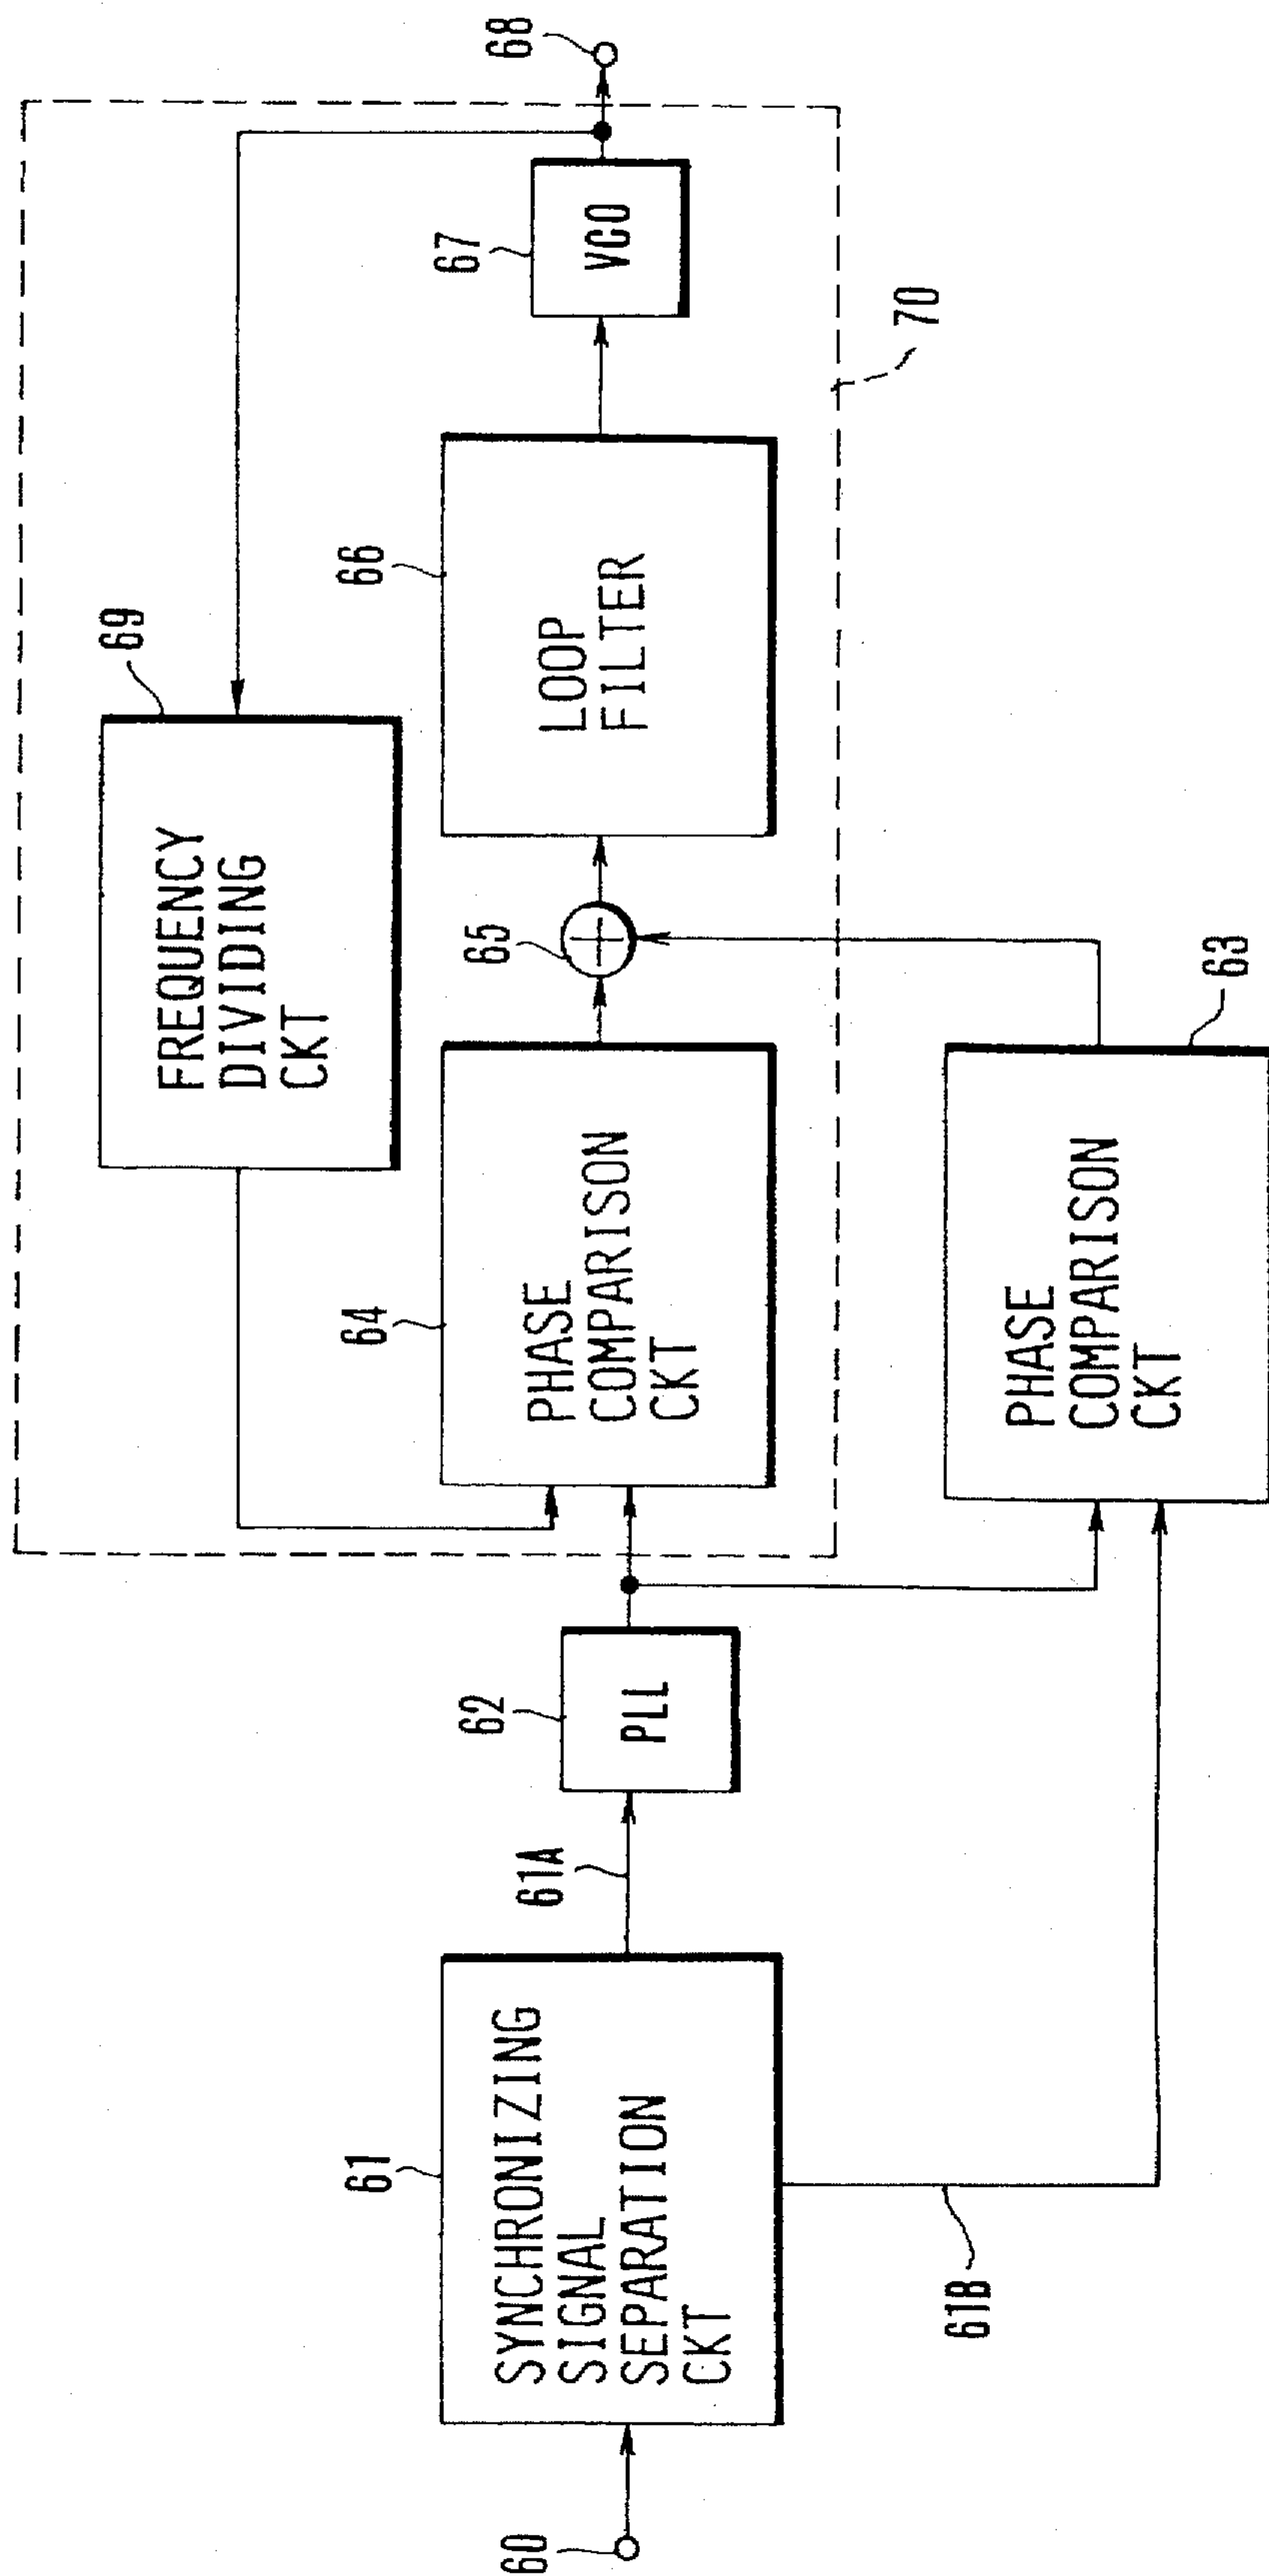 60
61
SYNCHRONIZING
SIGNAL
SEPARATION
CKT
61A
61B
62
PLL
63
PHASE
COMPARISON
CKT
64
PHASE
COMPARISON
CKT
65
66
LOOP
FILTER
67
VCO
68
69
FREQUENCY
DIVIDING
CKT
70